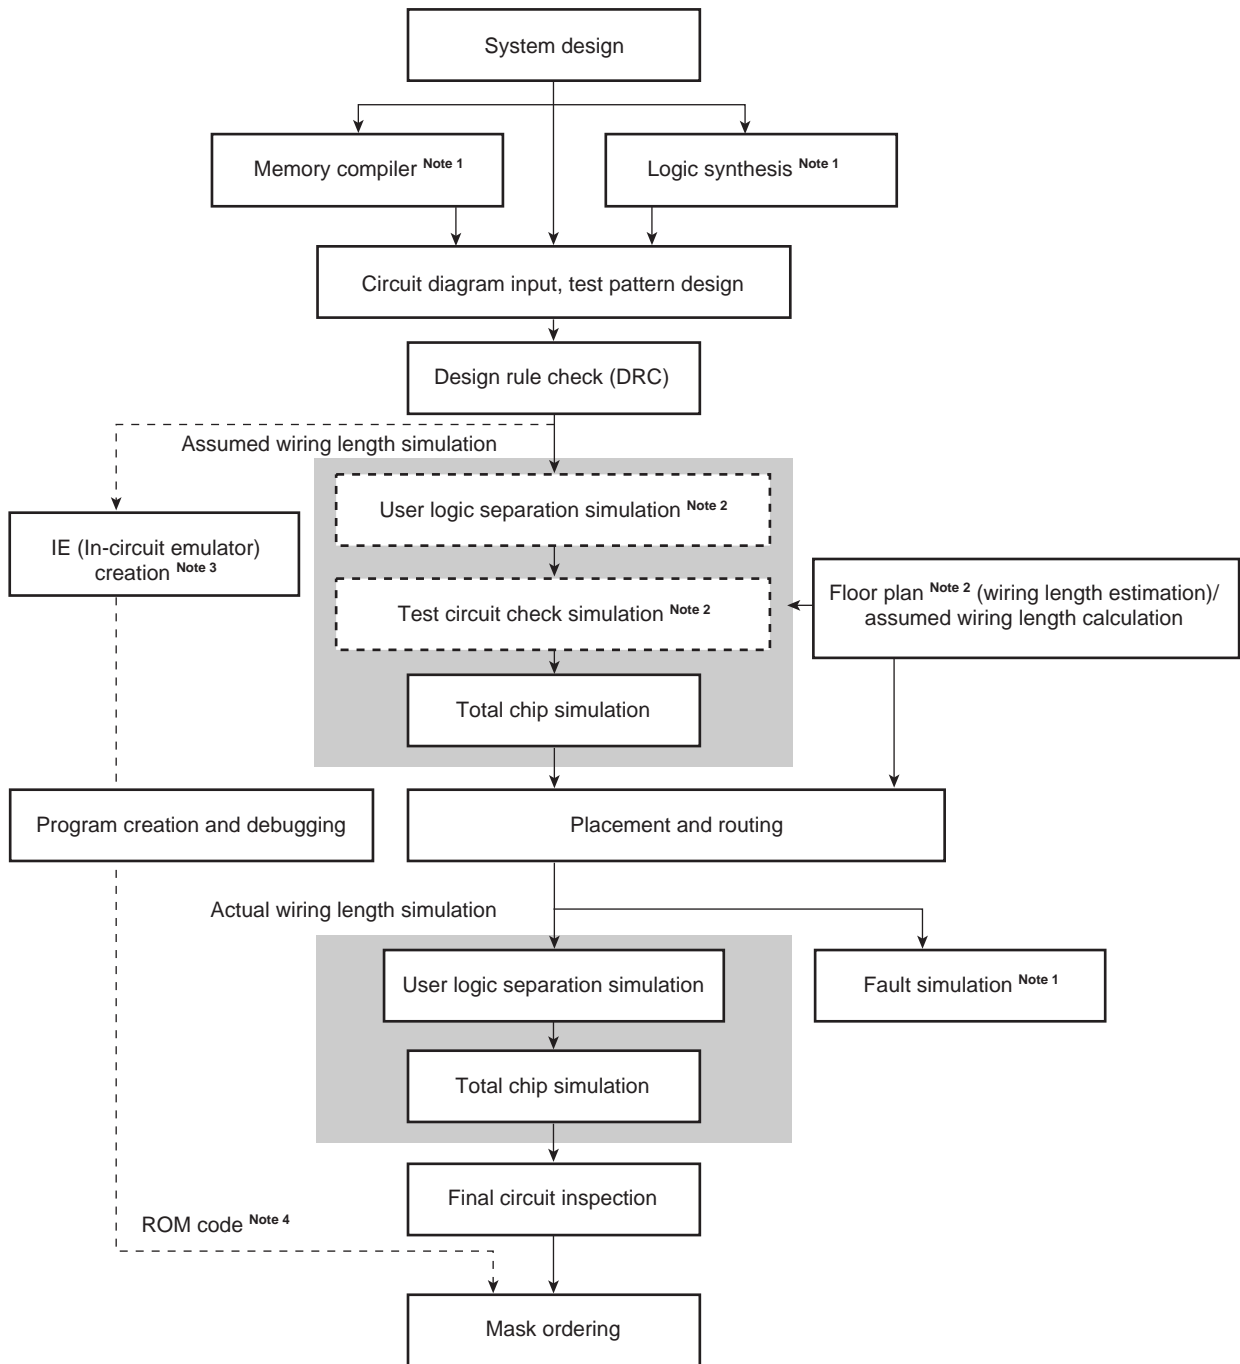 System design
Memory compiler Note 1
Logic synthesis Note 1
Circuit diagram input, test pattern design
Design rule check (DRC)
Assumed wiring length simulation
User logic separation simulation Note 2
IE (In-circuit emulator)
creation Note 3
Test circuit check simulation Note 2
Floor plan Note 2 (wiring length estimation)/
assumed wiring length calculation
Total chip simulation
Program creation and debugging
Placement and routing
Actual wiring length simulation
User logic separation simulation
Fault simulation Note 1
Total chip simulation
Final circuit inspection
ROM code Note 4
Mask ordering